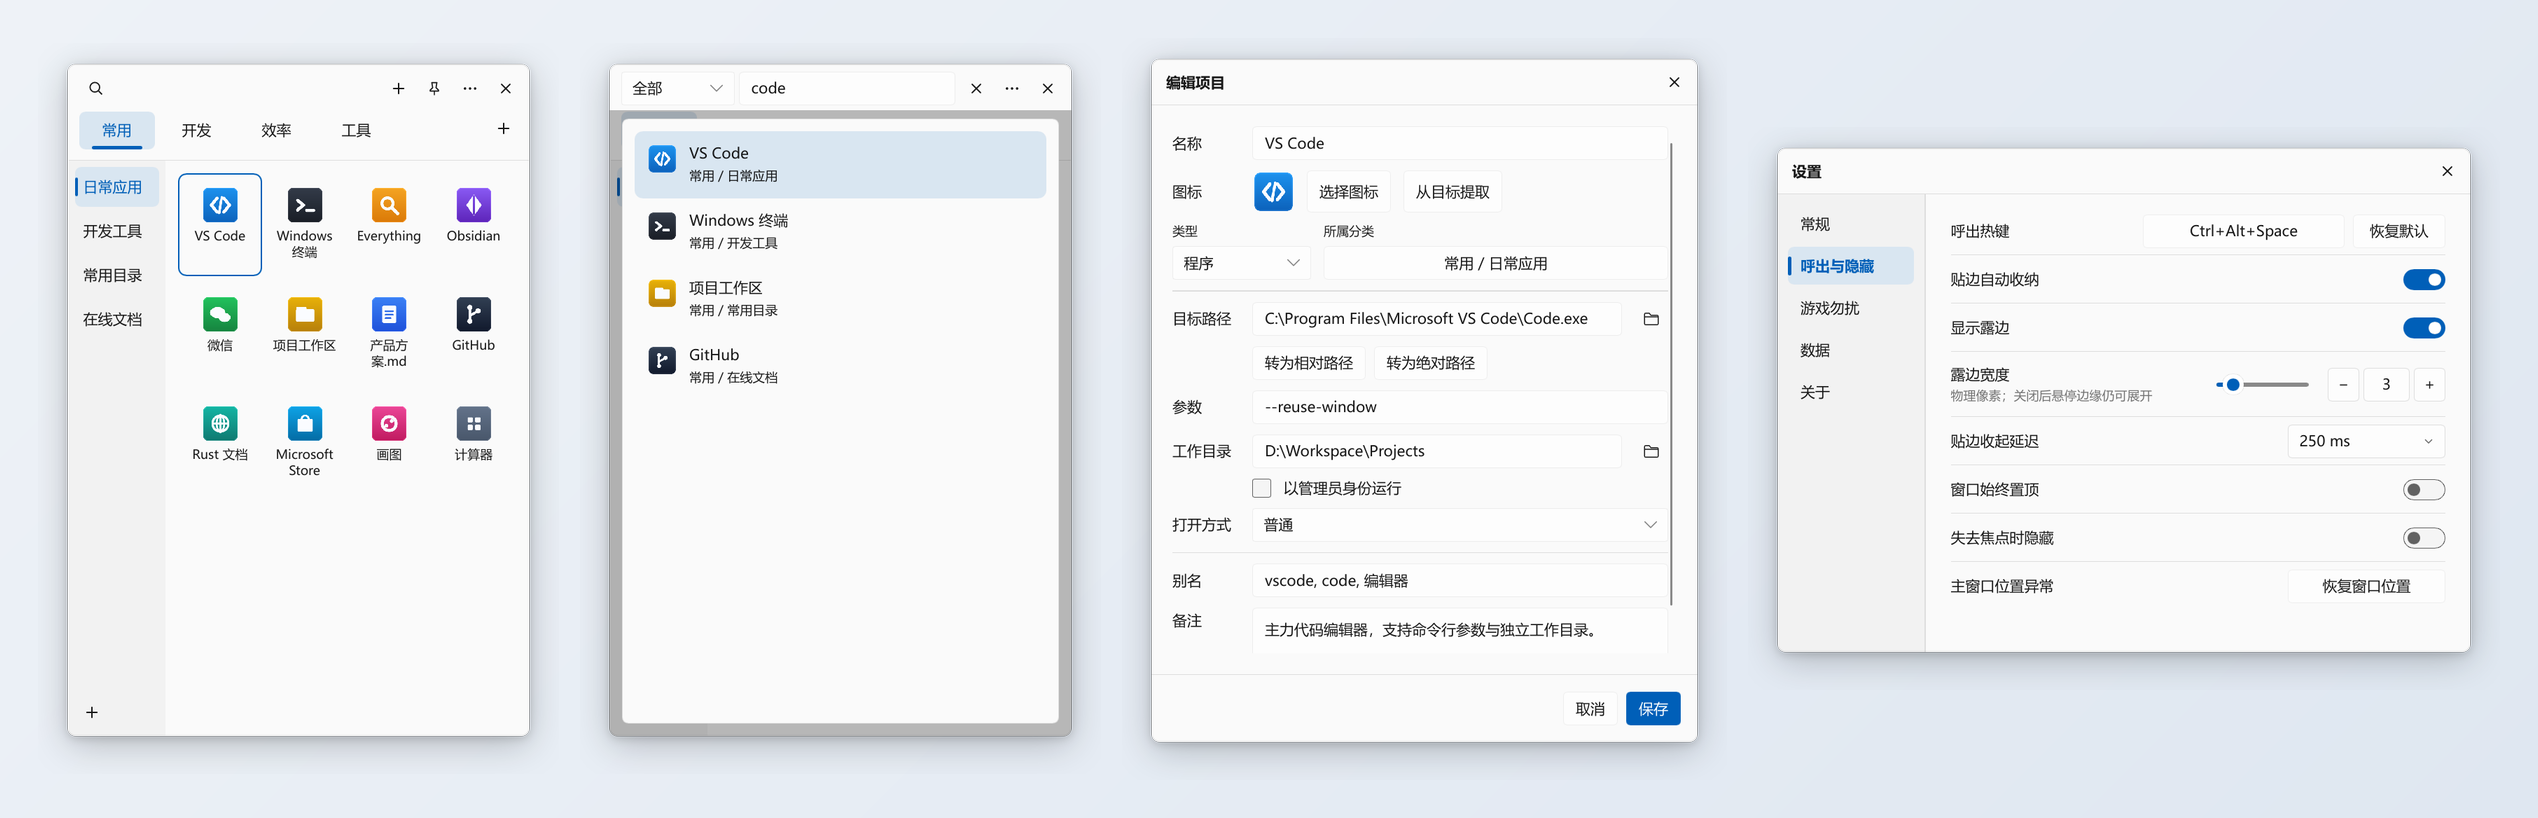 常用
开发
效率
工具
日常应用
开发工具
常用目录
在线文档
VS Code
Windows
终端
Everything
Obsidian
微信
项目工作区
产品方
案.md
GitHub
Rust 文档
Microsoft
Store
画图
计算器
全部
code
VS Code
常用 / 日常应用
Windows 终端
常用 / 开发工具
项目工作区
常用 / 常用目录
GitHub
常用 / 在线文档
编辑项目
名称
VS Code
图标
选择图标
从目标提取
类型
所属分类
程序
常用 / 日常应用
目标路径
C:\Program Files\Microsoft VS Code\Code.exe
转为相对路径
转为绝对路径
参数
--reuse-window
工作目录
D:\Workspace\Projects
以管理员身份运行
打开方式
普通
别名
vscode, code, 编辑器
备注
主力代码编辑器，支持命令行参数与独立工作目录。
取消
保存
设置
常规
呼出与隐藏
游戏勿扰
数据
关于
呼出热键
Ctrl+Alt+Space
恢复默认
贴边自动收纳
显示露边
露边宽度
物理像素；关闭后悬停边缘仍可展开
3
贴边收起延迟
250 ms
窗口始终置顶
失去焦点时隐藏
主窗口位置异常
恢复窗口位置